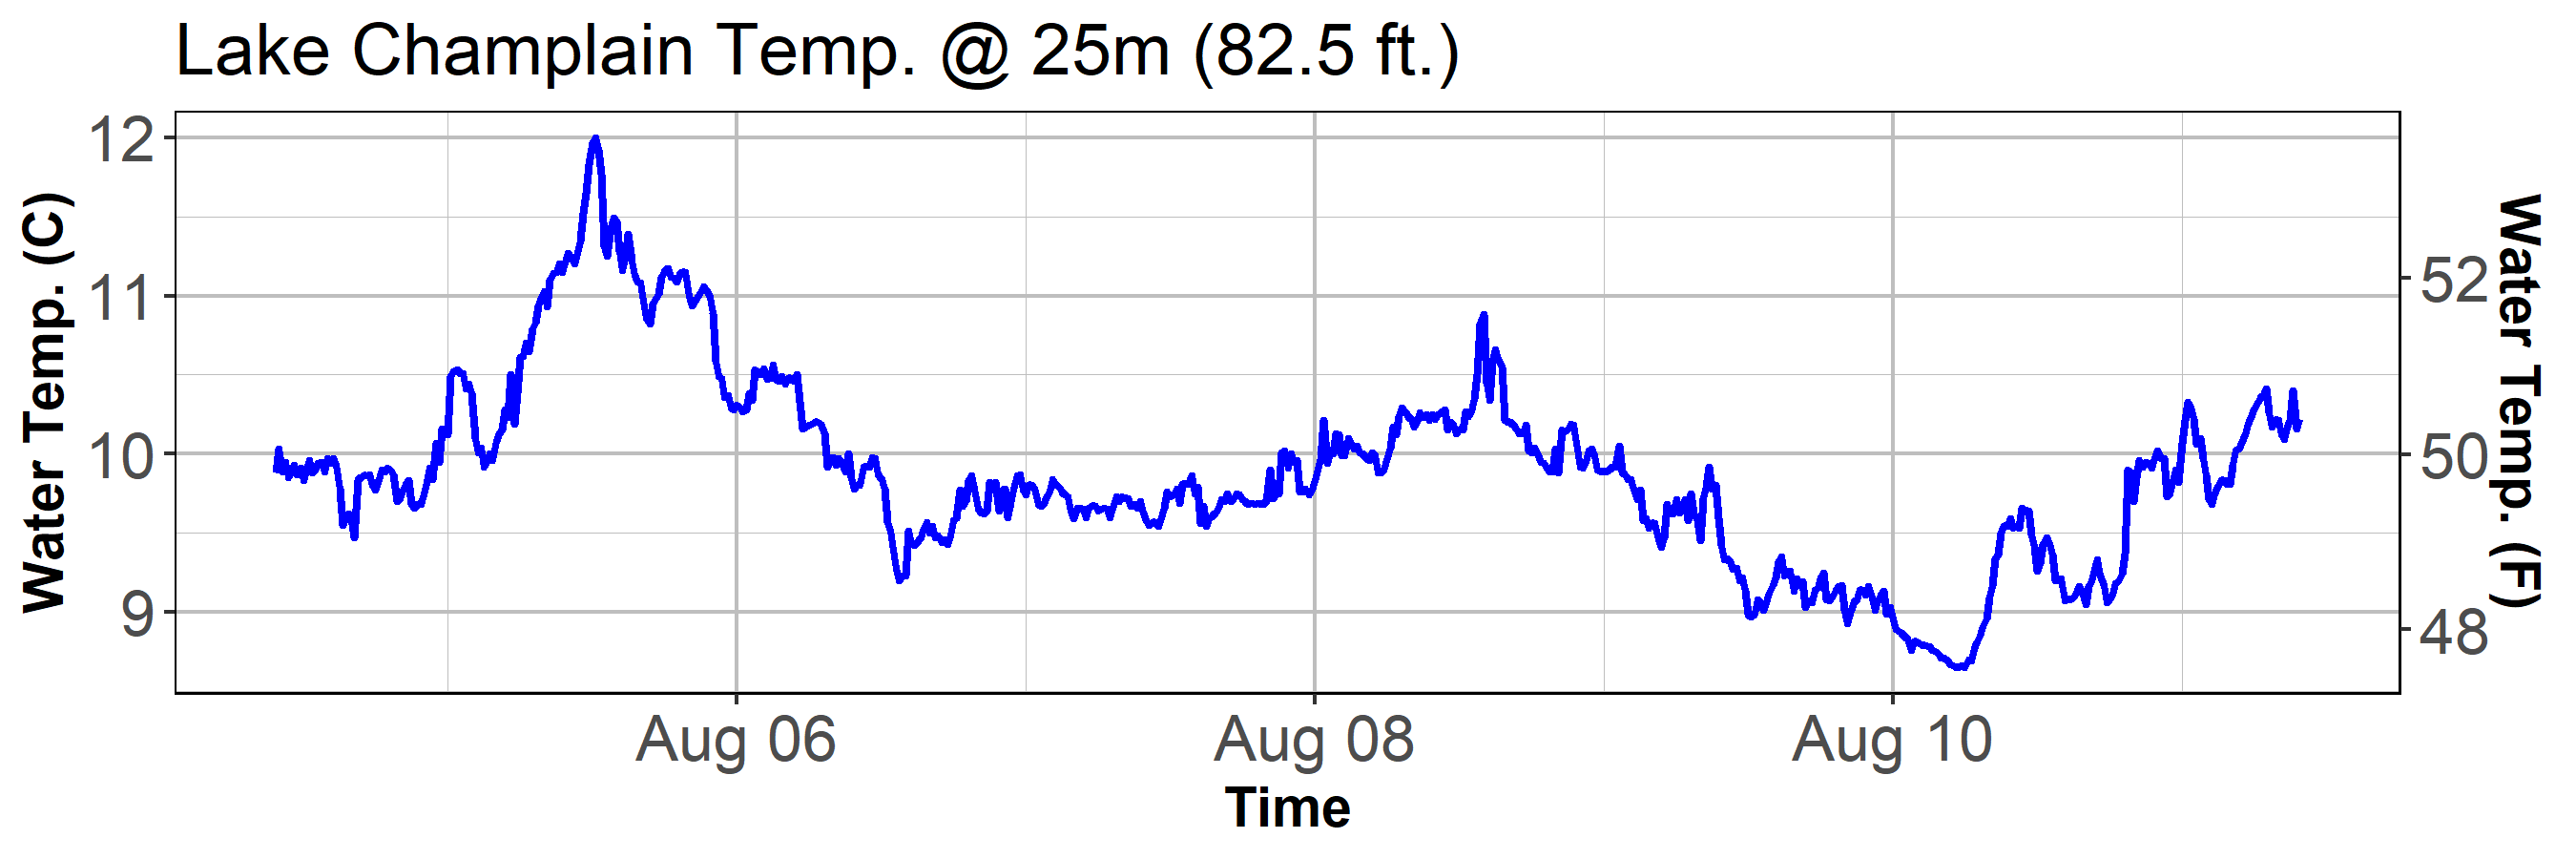 Lake Champlain Temp. @ 25m (82.5 ft.)
Water Temp. (C)
12
11
10
9
52
50
48
Water Temp. (F)
Aug 06
Aug 08
Aug 10
Time